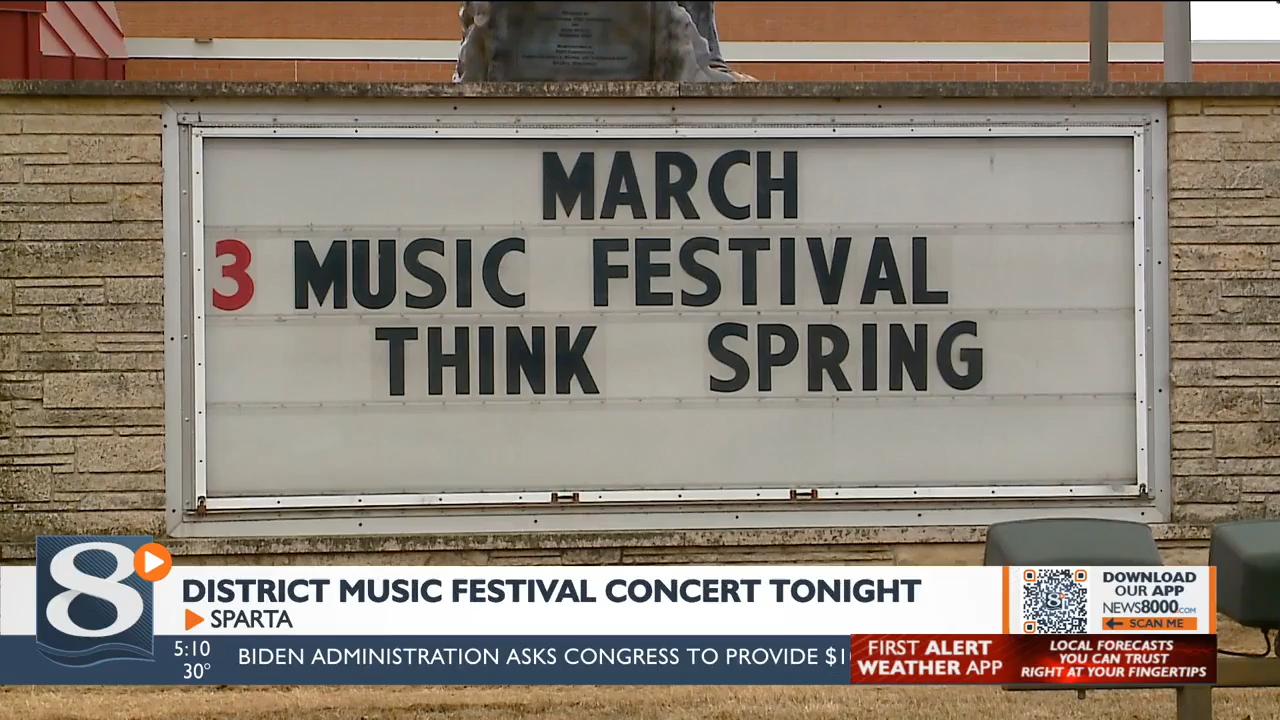 MARCH
3 MUSIC FESTIVAL
THINK SPRING
8
DISTRICT MUSIC FESTIVAL CONCERT TONIGHT
SPARTA
DOWNLOAD
OUR APP
NEWS8000.COM
SCAN ME
5:10
30°
BIDEN ADMINISTRATION ASKS CONGRESS TO PROVIDE $1
FIRST ALERT
WEATHER APP
LOCAL FORECASTS
YOU CAN TRUST
RIGHT AT YOUR FINGERTIPS